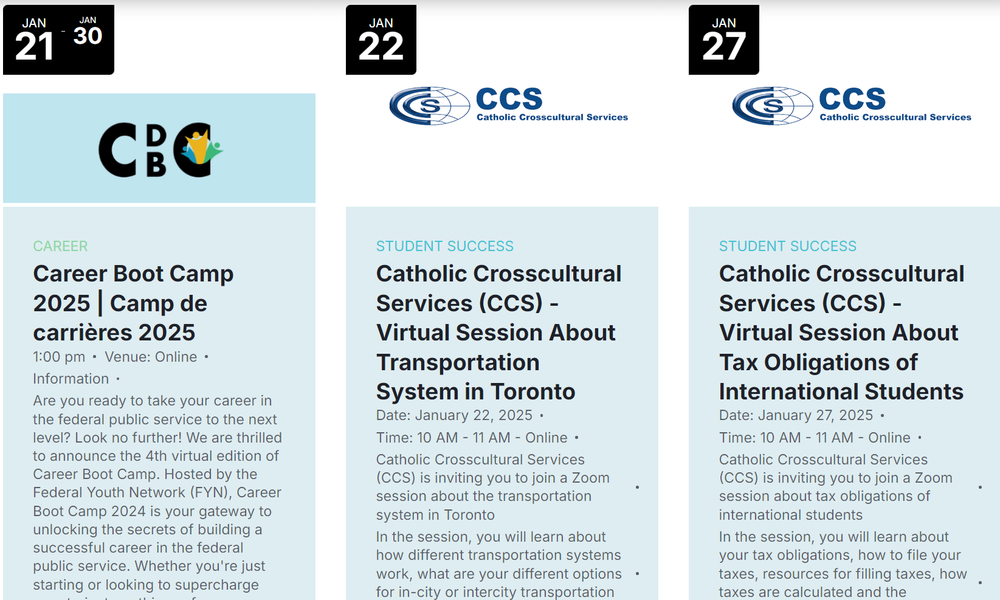 JAN
21
-
JAN
30
CDBC
CAREER
Career Boot Camp
2025 | Camp de
carrières 2025
1:00 pm • Venue: Online •
Information •
Are you ready to take your career in
the federal public service to the next
level? Look no further! We are thrilled
to announce the 4th virtual edition of
Career Boot Camp. Hosted by the
Federal Youth Network (FYN), Career
Boot Camp 2024 is your gateway to
unlocking the secrets of building a
successful career in the federal
public service. Whether you're just
starting or looking to supercharge
JAN
22
CCS
CCS
Catholic Crosscultural Services
STUDENT SUCCESS
Catholic Crosscultural
Services (CCS) -
Virtual Session About
Transportation
System in Toronto
Date: January 22, 2025 •
Time: 10 AM - 11 AM - Online •
Catholic Crosscultural Services
(CCS) is inviting you to join a Zoom
session about the transportation •
system in Toronto
In the session, you will learn about
how different transportation systems
work, what are your different options •
for in-city or intercity transportation
JAN
27
CCS
CCS
Catholic Crosscultural Services
STUDENT SUCCESS
Catholic Crosscultural
Services (CCS) -
Virtual Session About
Tax Obligations of
International Students
Date: January 27, 2025 •
Time: 10 AM - 11 AM - Online •
Catholic Crosscultural Services
(CCS) is inviting you to join a Zoom
session about tax obligations of •
international students
In the session, you will learn about
your tax obligations, how to file your
taxes, resources for filling taxes, how •
taxes are calculated and the